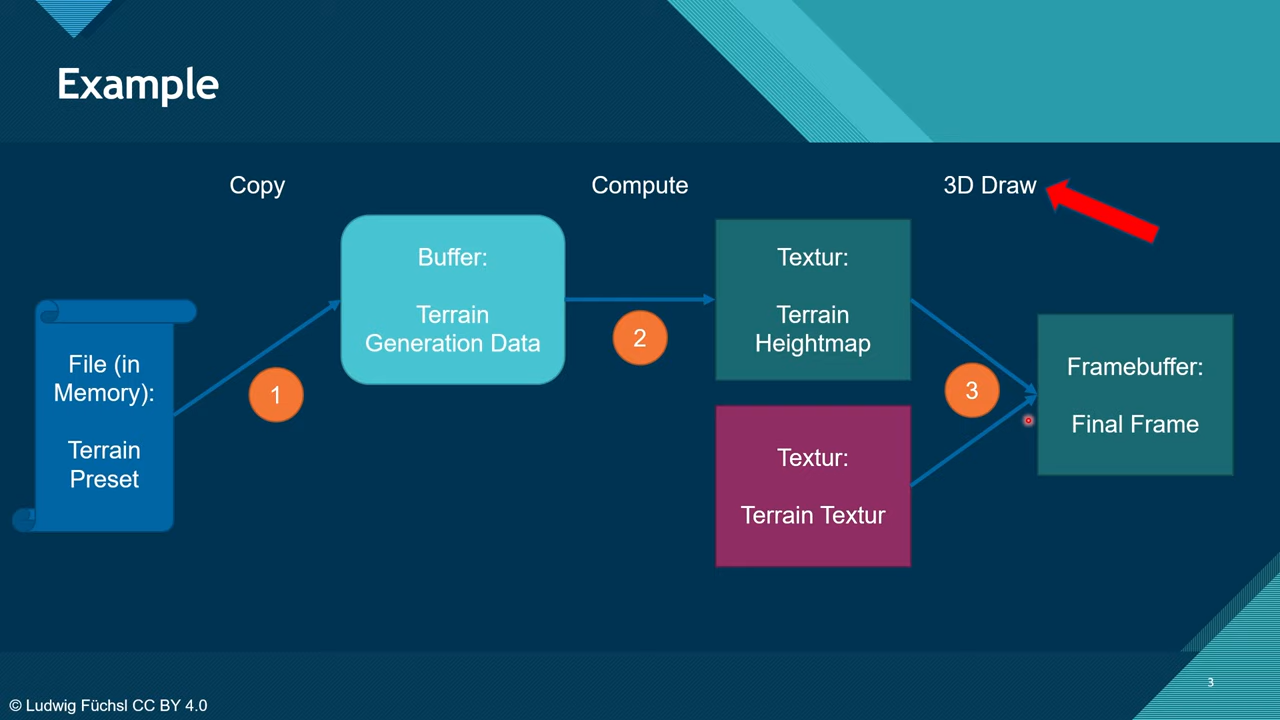 Example
Copy
Compute
3D Draw
File (in
Memory):
Terrain
Preset
1
Buffer:
Terrain
Generation Data
2
Textur:
Terrain
Heightmap
Textur:
Terrain Textur
3
Framebuffer:
Final Frame
3
© Ludwig Füchsl CC BY 4.0